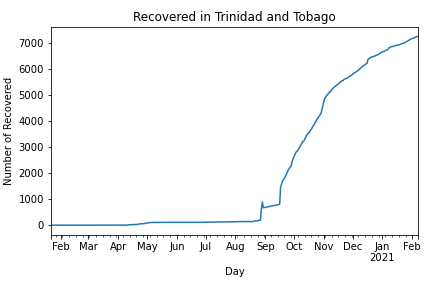 Recovered in Trinidad and Tobago
Number of Recovered
7000
6000
5000
4000
3000
2000
1000
0
Feb Mar Apr May Jun Jul Aug Sep Oct Nov Dec Jan Feb
2021
Day